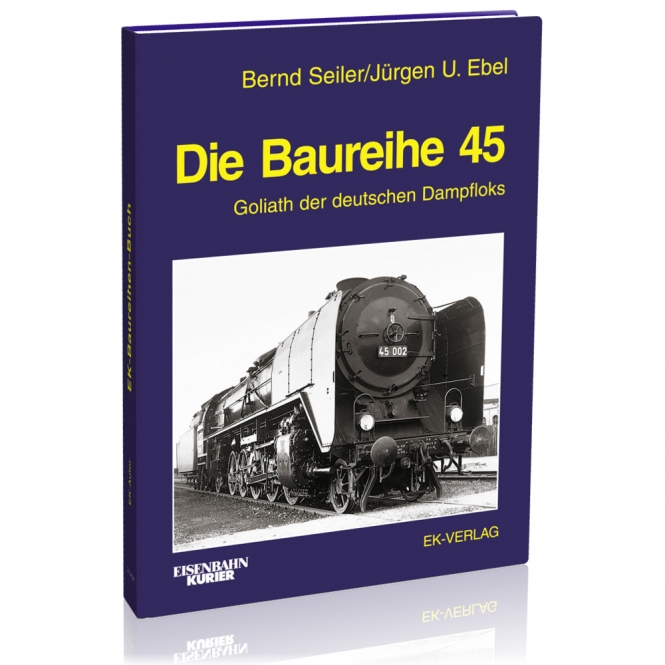 Bernd Seiler/Jürgen U. Ebel
Die Baureihe 45
Goliath der deutschen Dampfloks
45 002
EK-VERLAG
EISENBAHN
KURIER
EK-Baureihen-Buch